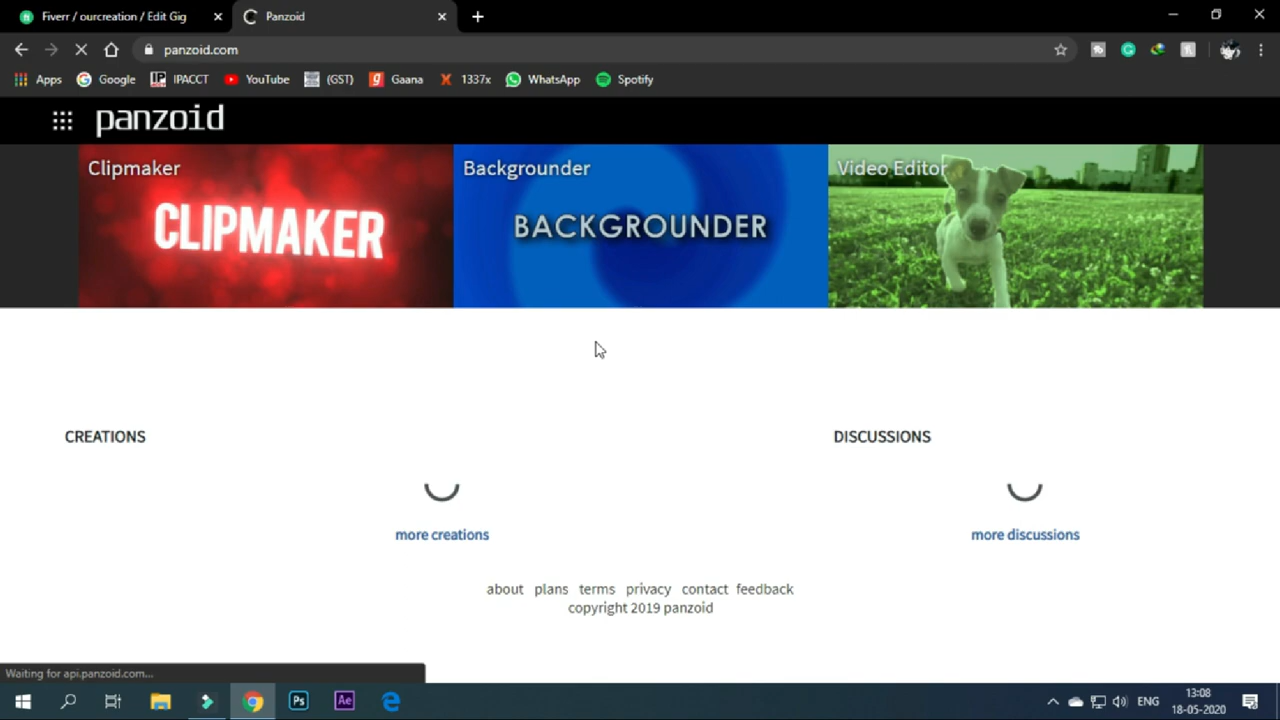 Fiverr / ourcreation / Edit Gig
Panzoid
panzoid.com
Apps
Google
IPACCT
YouTube
(GST)
Gaana
1337x
WhatsApp
Spotify
panzoid
Clipmaker
CLIPMAKER
Backgrounder
BACKGROUNDER
Video Editor
CREATIONS
DISCUSSIONS
more creations
more discussions
about plans terms privacy contact feedback
copyright 2019 panzoid
Waiting for api.panzoid.com...
Ps
Ae
ENG
13:08
18-05-2020